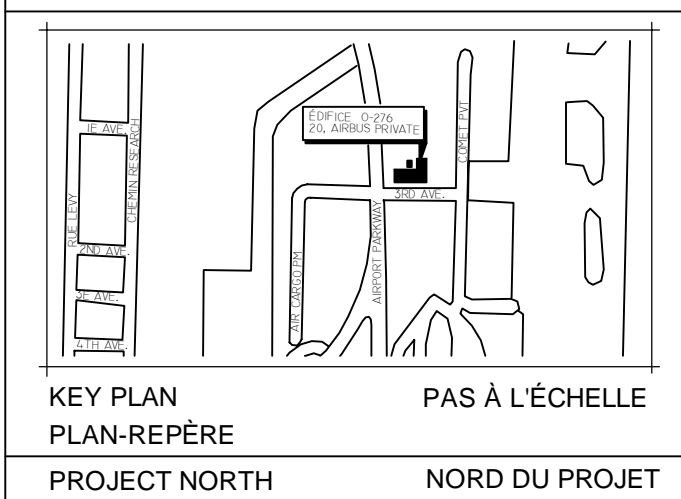 ÉDIFICE O-276
20, AIRBUS PRIVATE
1E AVE.
CHEMIN RESEARCH
RUE LEVY
2ND AVE.
3E AVE.
4TH AVE.
AIR CARGO PM
AIRPORT PARKWAY
3RD AVE.
COMET PVT
KEY PLAN
PAS À L'ÉCHELLE
PLAN-REPÈRE
PROJECT NORTH
NORD DU PROJET